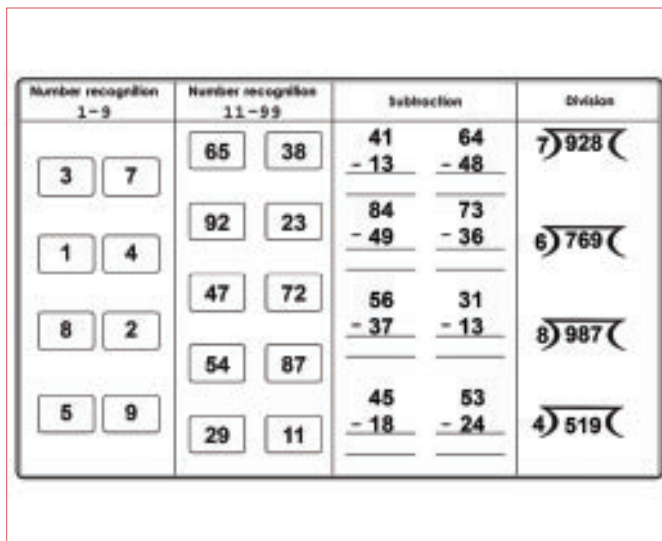 Number recognition
1-9
3 7
1 4
8 2
5 9
Number recognition
11-99
65 38
92 23
47 72
54 87
29 11
Subtraction
41 64
- 13 - 48
84 73
- 49 - 36
56 31
- 37 - 13
45 53
- 18 - 24
Division
7)928(
6)769(
8)987(
4)519(